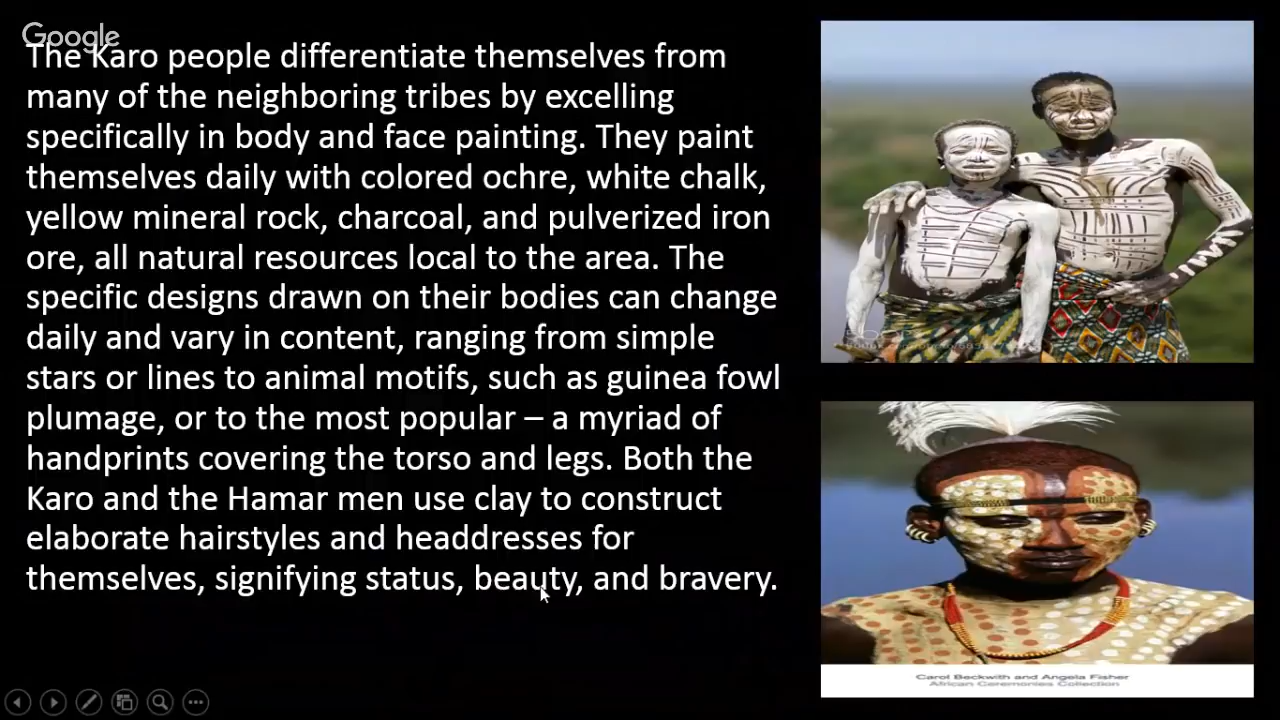 Google
The Karo people differentiate themselves from
many of the neighboring tribes by excelling
specifically in body and face painting. They paint
themselves daily with colored ochre, white chalk,
yellow mineral rock, charcoal, and pulverized iron
ore, all natural resources local to the area. The
specific designs drawn on their bodies can change
daily and vary in content, ranging from simple
stars or lines to animal motifs, such as guinea fowl
plumage, or to the most popular – a myriad of
handprints covering the torso and legs. Both the
Karo and the Hamar men use clay to construct
elaborate hairstyles and headdresses for
themselves, signifying status, beauty, and bravery.
Carol Beckwith and Angela Fisher
African Ceremonies Collection